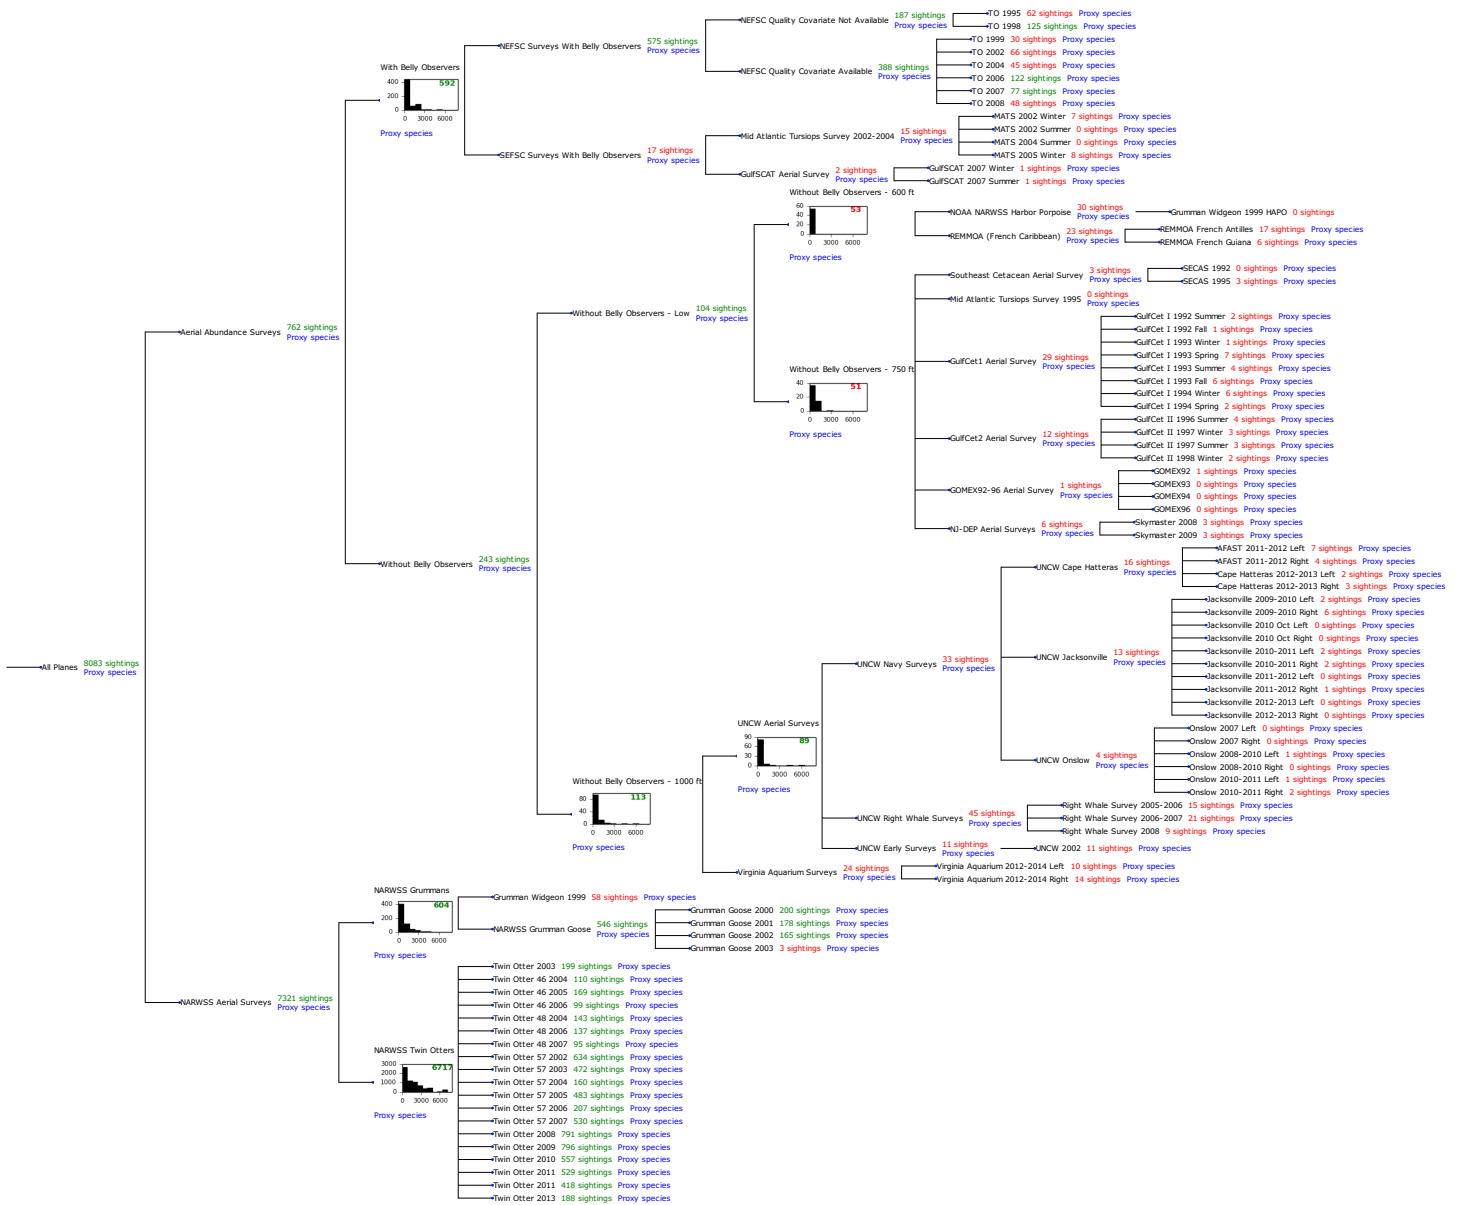 All Planes 8083 sightings
Proxy species
Aerial Abundance Surveys 762 sightings
Proxy species
With Belly Observers
592
400
200
0
0 3000 6000
Proxy species
NEFSC Surveys With Belly Observers 575 sightings
Proxy species
NEFSC Quality Covariate Not Available 187 sightings
Proxy species
TO 1995 62 sightings Proxy species
TO 1998 125 sightings Proxy species
NEFSC Quality Covariate Available 388 sightings
Proxy species
TO 1999 30 sightings Proxy species
TO 2002 66 sightings Proxy species
TO 2004 45 sightings Proxy species
TO 2006 122 sightings Proxy species
TO 2007 77 sightings Proxy species
TO 2008 48 sightings Proxy species
SEFSC Surveys With Belly Observers 17 sightings
Proxy species
Mid Atlantic Tursiops Survey 2002-2004 15 sightings
Proxy species
MATS 2002 Winter 7 sightings Proxy species
MATS 2002 Summer 0 sightings Proxy species
MATS 2004 Summer 0 sightings Proxy species
MATS 2005 Winter 8 sightings Proxy species
GulfSCAT Aerial Survey 2 sightings
Proxy species
GulfSCAT 2007 Winter 1 sightings Proxy species
GulfSCAT 2007 Summer 1 sightings Proxy species
Without Belly Observers 243 sightings
Proxy species
Without Belly Observers - Low 104 sightings
Proxy species
Without Belly Observers - 600 ft
53
60
40
20
0
0 3000 6000
Proxy species
NOAA NARWSS Harbor Porpoise 30 sightings
Proxy species
Grumman Widgeon 1999 HAPO 0 sightings
REMMOA (French Caribbean) 23 sightings
Proxy species
REMMOA French Antilles 17 sightings Proxy species
REMMOA French Guiana 6 sightings Proxy species
Without Belly Observers - 750 ft
51
40
20
0
0 3000 6000
Proxy species
Southeast Cetacean Aerial Survey 3 sightings
Proxy species
SECAS 1992 0 sightings Proxy species
SECAS 1995 3 sightings Proxy species
Mid Atlantic Tursiops Survey 1995 0 sightings
Proxy species
GulfCet1 Aerial Survey 29 sightings
Proxy species
GulfCet I 1992 Summer 2 sightings Proxy species
GulfCet I 1992 Fall 1 sightings Proxy species
GulfCet I 1993 Winter 1 sightings Proxy species
GulfCet I 1993 Spring 7 sightings Proxy species
GulfCet I 1993 Summer 4 sightings Proxy species
GulfCet I 1993 Fall 6 sightings Proxy species
GulfCet I 1994 Winter 6 sightings Proxy species
GulfCet I 1994 Spring 2 sightings Proxy species
GulfCet2 Aerial Survey 12 sightings
Proxy species
GulfCet II 1996 Summer 4 sightings Proxy species
GulfCet II 1997 Winter 3 sightings Proxy species
GulfCet II 1997 Summer 3 sightings Proxy species
GulfCet II 1998 Winter 2 sightings Proxy species
GOMEX92-96 Aerial Survey 1 sightings
Proxy species
GOMEX92 1 sightings Proxy species
GOMEX93 0 sightings Proxy species
GOMEX94 0 sightings Proxy species
GOMEX96 0 sightings Proxy species
NJ-DEP Aerial Surveys 6 sightings
Proxy species
Skymaster 2008 3 sightings Proxy species
Skymaster 2009 3 sightings Proxy species
Without Belly Observers - 1000 ft
113
80
40
0
0 3000 6000
Proxy species
UNCW Aerial Surveys
89
90
60
30
0
0 3000 6000
Proxy species
UNCW Navy Surveys 33 sightings
Proxy species
UNCW Cape Hatteras 16 sightings
Proxy species
AFAST 2011-2012 Left 7 sightings Proxy species
AFAST 2011-2012 Right 4 sightings Proxy species
Cape Hatteras 2012-2013 Left 2 sightings Proxy species
Cape Hatteras 2012-2013 Right 3 sightings Proxy species
UNCW Jacksonville 13 sightings
Proxy species
Jacksonville 2009-2010 Left 2 sightings Proxy species
Jacksonville 2009-2010 Right 6 sightings Proxy species
Jacksonville 2010 Oct Left 0 sightings Proxy species
Jacksonville 2010 Oct Right 0 sightings Proxy species
Jacksonville 2010-2011 Left 2 sightings Proxy species
Jacksonville 2010-2011 Right 2 sightings Proxy species
Jacksonville 2011-2012 Left 0 sightings Proxy species
Jacksonville 2011-2012 Right 1 sightings Proxy species
Jacksonville 2012-2013 Left 0 sightings Proxy species
Jacksonville 2012-2013 Right 0 sightings Proxy species
UNCW Onslow 4 sightings
Proxy species
Onslow 2007 Left 0 sightings Proxy species
Onslow 2007 Right 0 sightings Proxy species
Onslow 2008-2010 Left 1 sightings Proxy species
Onslow 2008-2010 Right 0 sightings Proxy species
Onslow 2010-2011 Left 1 sightings Proxy species
Onslow 2010-2011 Right 2 sightings Proxy species
UNCW Right Whale Surveys 45 sightings
Proxy species
Right Whale Survey 2005-2006 15 sightings Proxy species
Right Whale Survey 2006-2007 21 sightings Proxy species
Right Whale Survey 2008 9 sightings Proxy species
UNCW Early Surveys 11 sightings
Proxy species
UNCW 2002 11 sightings Proxy species
Virginia Aquarium Surveys 24 sightings
Proxy species
Virginia Aquarium 2012-2014 Left 10 sightings Proxy species
Virginia Aquarium 2012-2014 Right 14 sightings Proxy species
NARWSS Aerial Surveys 7321 sightings
Proxy species
NARWSS Grummans
604
400
200
0
0 3000 6000
Proxy species
Grumman Widgeon 1999 58 sightings Proxy species
NARWSS Grumman Goose 546 sightings
Proxy species
Grumman Goose 2000 200 sightings Proxy species
Grumman Goose 2001 178 sightings Proxy species
Grumman Goose 2002 165 sightings Proxy species
Grumman Goose 2003 3 sightings Proxy species
NARWSS Twin Otters
6717
3000
2000
1000
0
0 3000 6000
Proxy species
Twin Otter 2003 199 sightings Proxy species
Twin Otter 46 2004 110 sightings Proxy species
Twin Otter 46 2005 169 sightings Proxy species
Twin Otter 46 2006 99 sightings Proxy species
Twin Otter 48 2004 143 sightings Proxy species
Twin Otter 48 2006 137 sightings Proxy species
Twin Otter 48 2007 95 sightings Proxy species
Twin Otter 57 2002 634 sightings Proxy species
Twin Otter 57 2003 472 sightings Proxy species
Twin Otter 57 2004 160 sightings Proxy species
Twin Otter 57 2005 483 sightings Proxy species
Twin Otter 57 2006 207 sightings Proxy species
Twin Otter 57 2007 530 sightings Proxy species
Twin Otter 2008 791 sightings Proxy species
Twin Otter 2009 796 sightings Proxy species
Twin Otter 2010 557 sightings Proxy species
Twin Otter 2011 529 sightings Proxy species
Twin Otter 2011 418 sightings Proxy species
Twin Otter 2013 188 sightings Proxy species